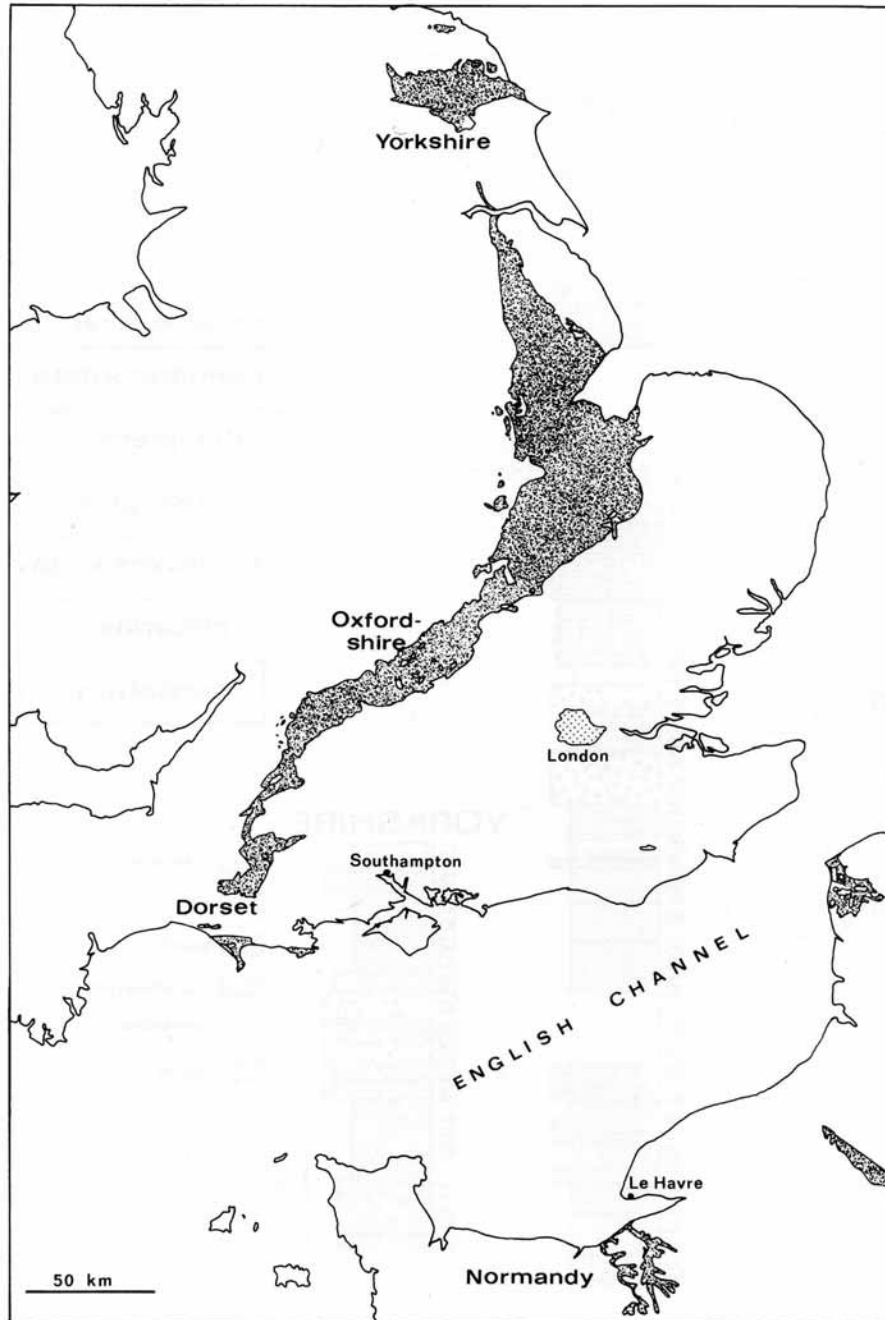 Yorkshire
Oxford-
shire
London
Southampton
Dorset
ENGLISH CHANNEL
Le Havre
50 km
Normandy